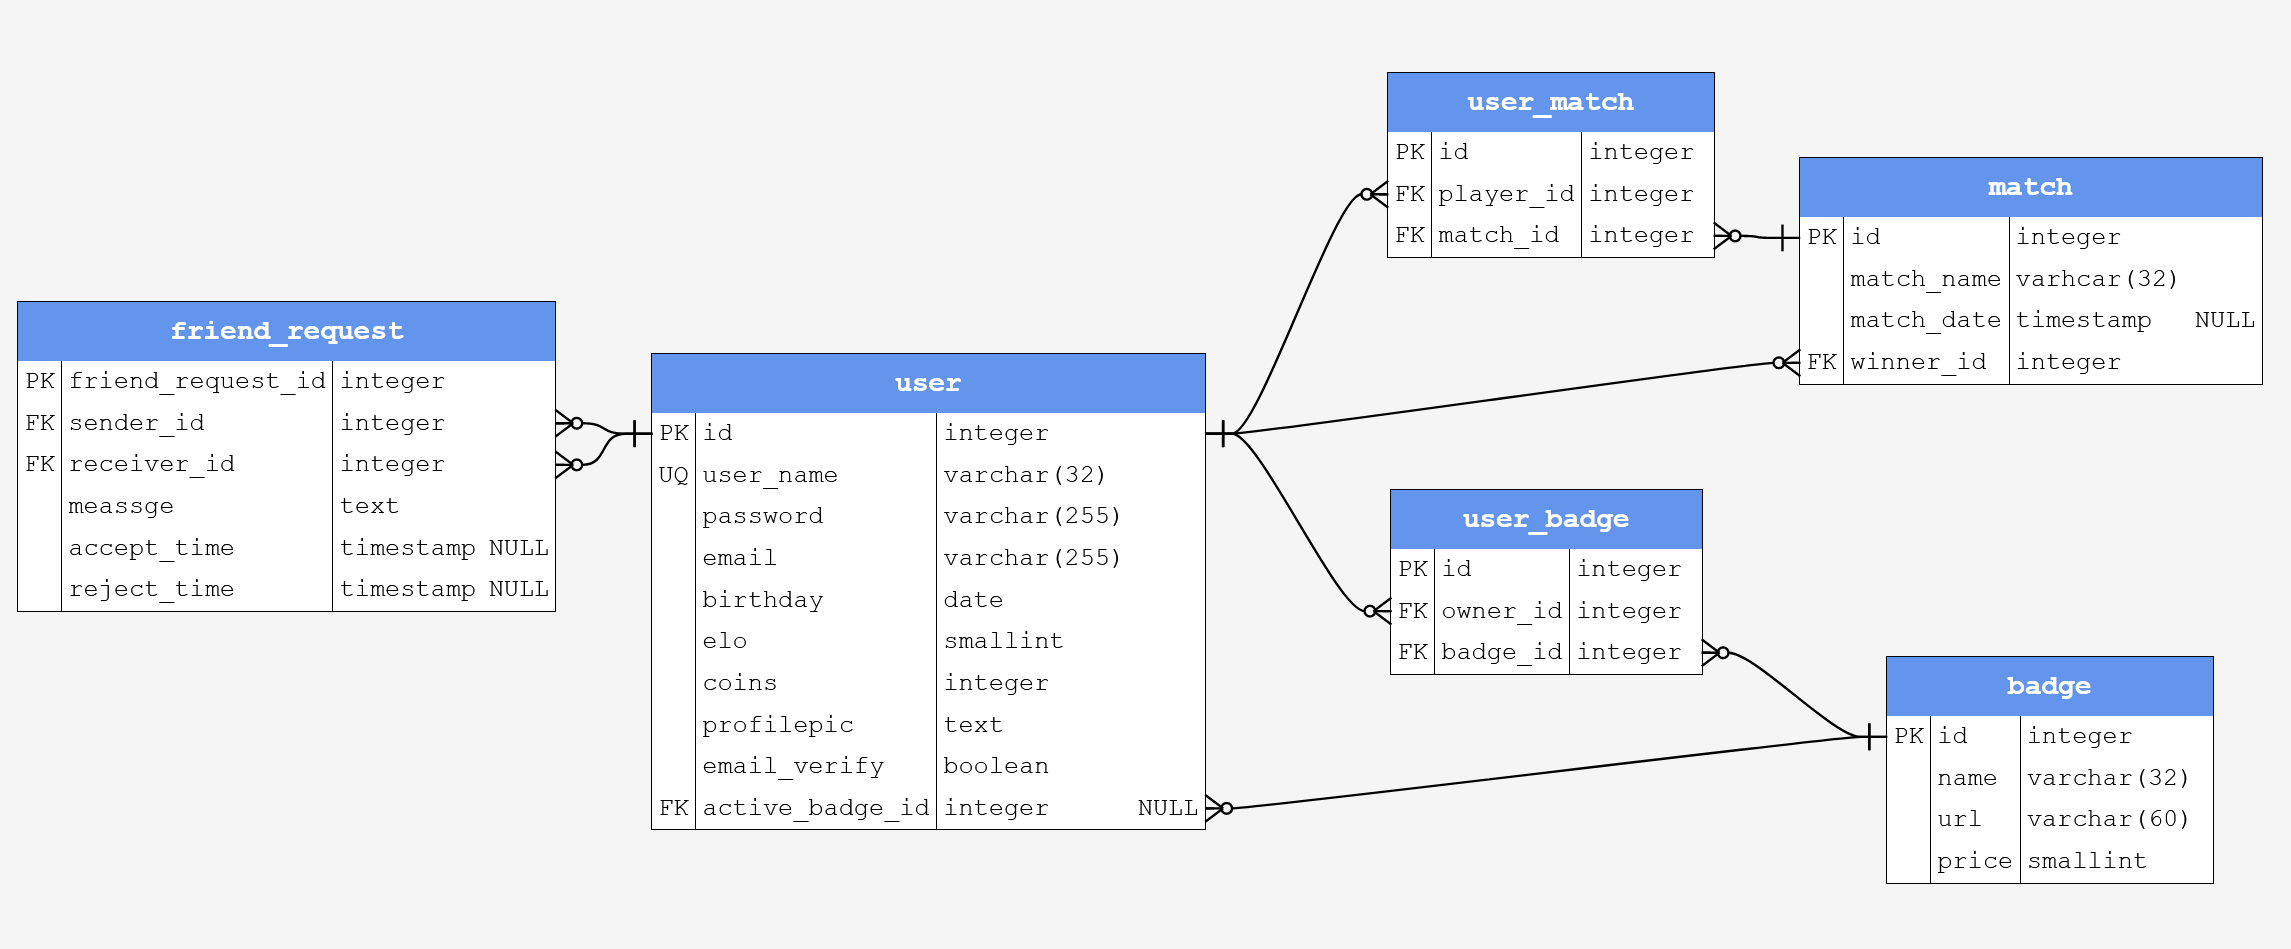 friend_request
PK friend_request_id integer
FK sender_id integer
FK receiver_id integer
meassge text
accept_time timestamp NULL
reject_time timestamp NULL
user
PK id integer
UQ user_name varchar(32)
password varchar(255)
email varchar(255)
birthday date
elo smallint
coins integer
profilepic text
email_verify boolean
FK active_badge_id integer NULL
user_match
PK id integer
FK player_id integer
FK match_id integer
match
PK id integer
match_name varhcar(32)
match_date timestamp NULL
FK winner_id integer
user_badge
PK id integer
FK owner_id integer
FK badge_id integer
badge
PK id integer
name varchar(32)
url varchar(60)
price smallint